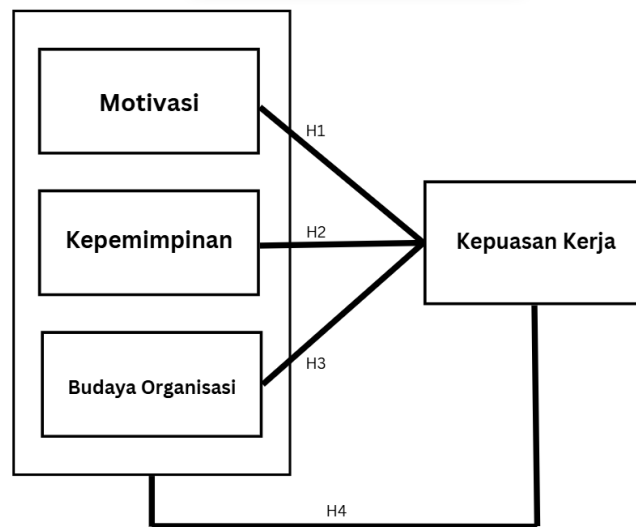 Motivasi
H1
Kepemimpinan
H2
Kepuasan Kerja
Budaya Organisasi
H3
H4